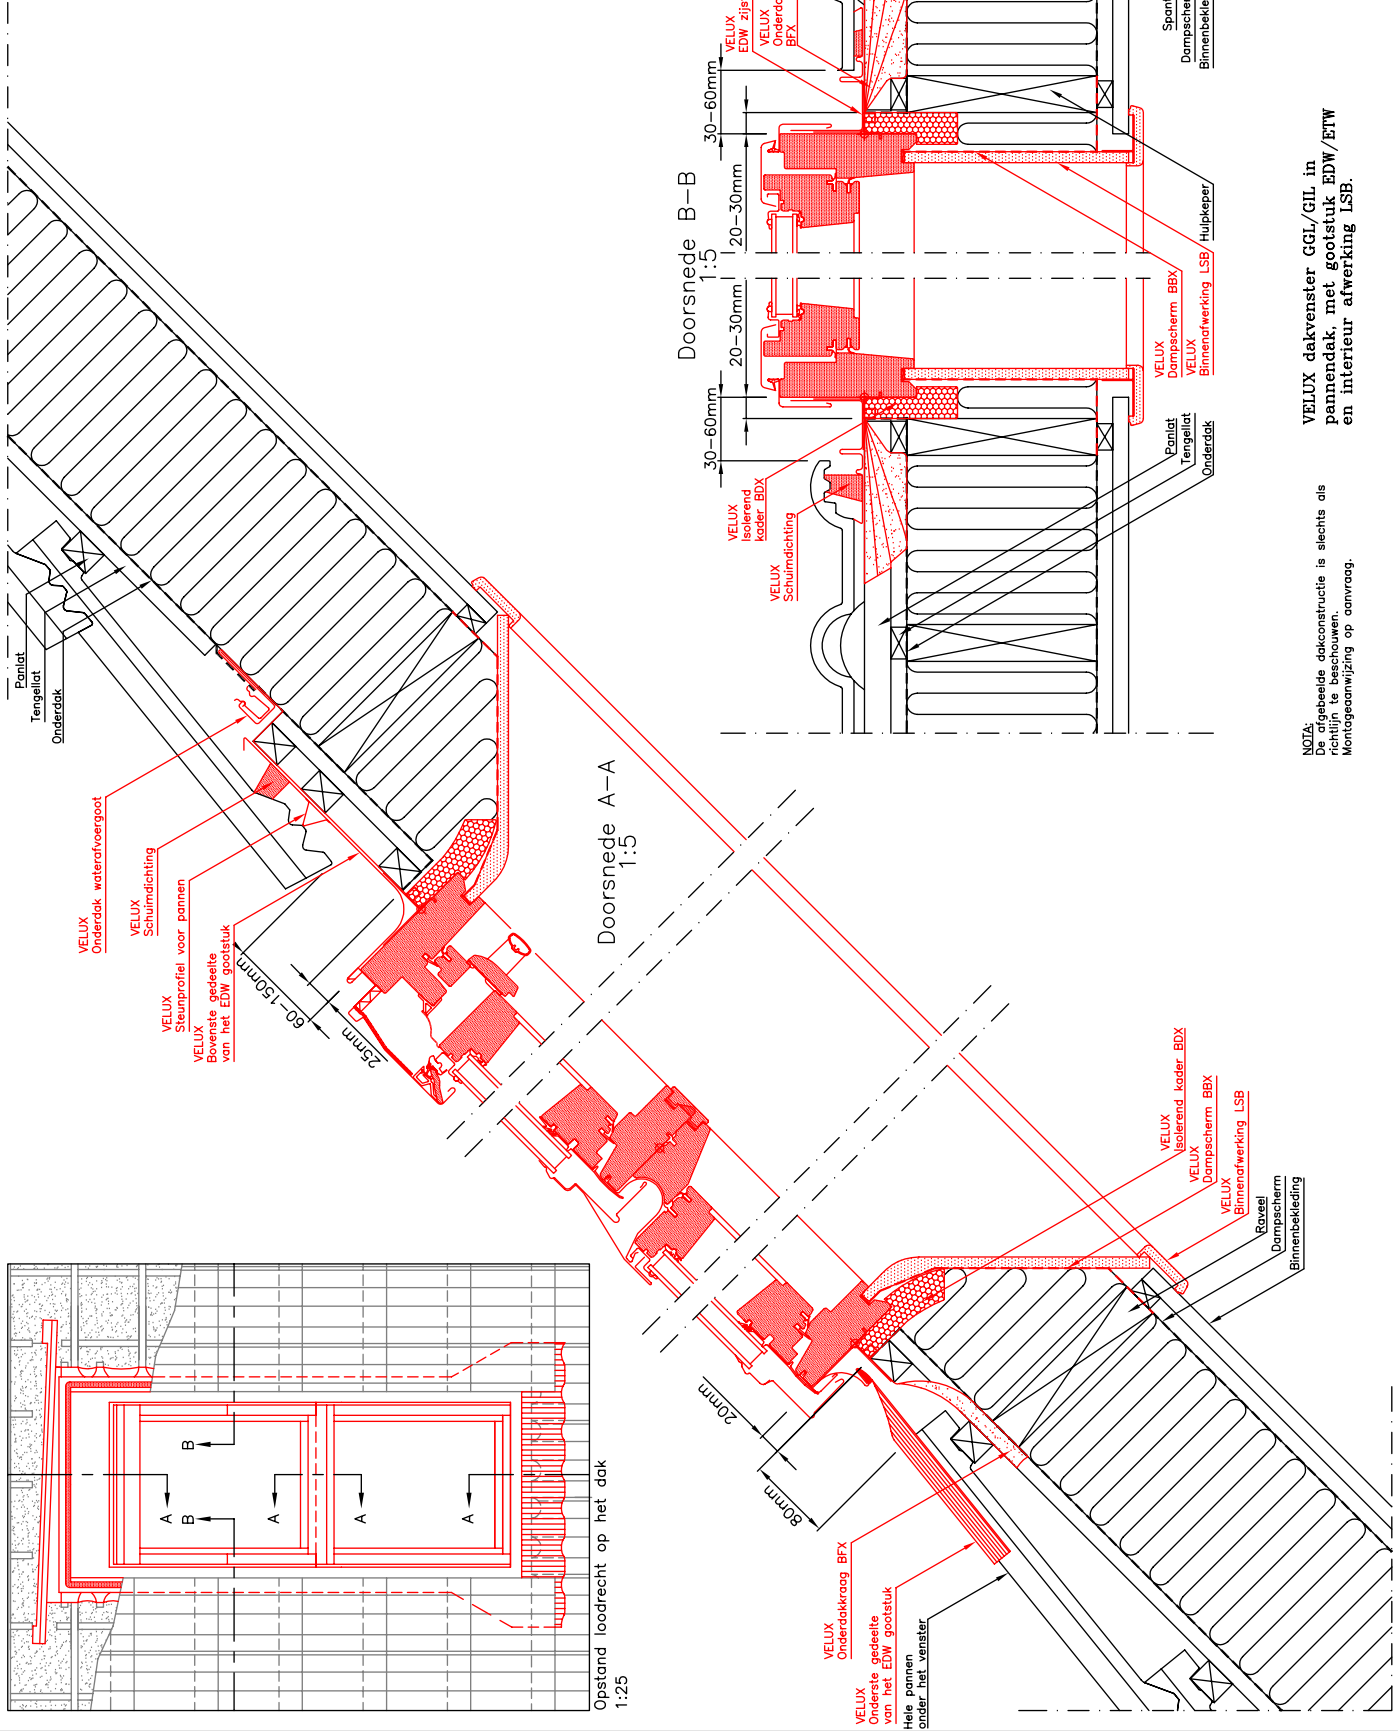 Panlat
Tengellat
Onderdak
VELUX
Onderdak waterafvoergoot
VELUX
Schuimdichting
VELUX
Steunprofiel voor pannen
VELUX
Bovenste gedeelte
van het EDW gootstuk
60-150mm
25mm
Doorsnede A-A
1:5
20mm
80mm
VELUX
Onderdakkraag BFX
VELUX
Onderste gedeelte
van het EDW gootstuk
Hele pannen
onder het venster
VELUX
Isolerend kader BDX
VELUX
Dampscherm BBX
VELUX
Binnenafwerking LSB
Raveel
Dampscherm
Binnenbekleding
A
B
B
A
A
A
Opstand loodrecht op het dak
1:25
Doorsnede B-B
1:5
30-60mm
20-30mm
20-30mm
30-60mm
VELUX
Isolerend
kader BDX
VELUX
Schuimdichting
VELUX
EDW
VELUX
BFX
VELUX
Dampscherm BBX
VELUX
Binnenafwerking LSB
Hulpkeper
Panlat
Tengellat
Onderdak
VELUX dakvenster GGL/GIL in
pannendak, met gootstuk EDW/ETW
en interieur afwerking LSB.
NOTA:
De afgebeelde dakconstructie is slechts als
richtlijn te beschouwen.
Montageaanwijzing op aanvraag.